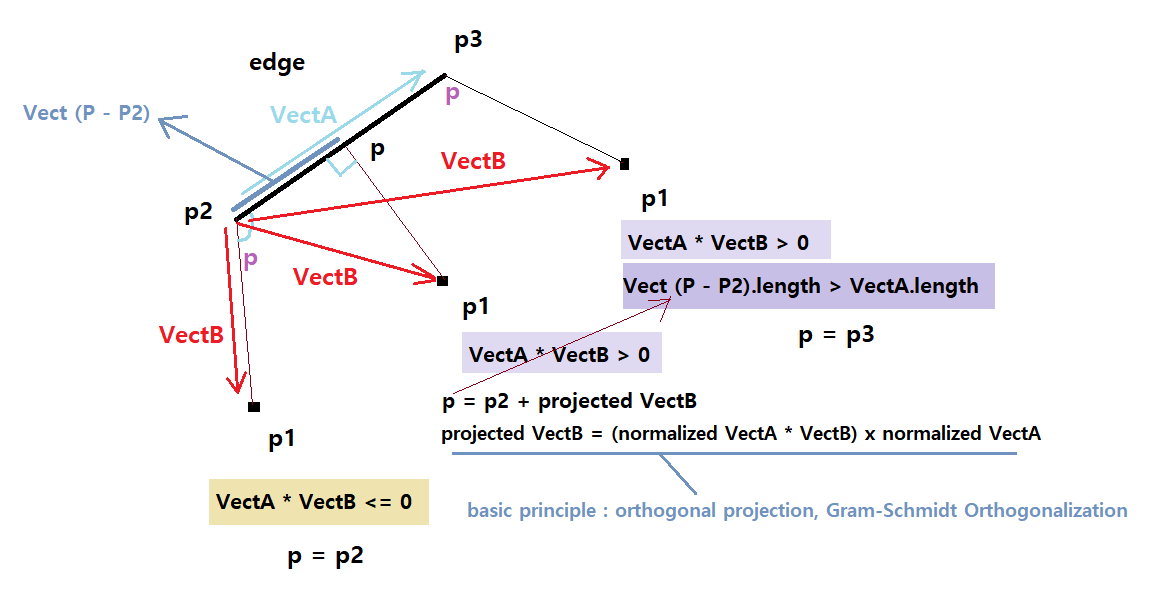 p3
edge
Vect (P - P2)
VectA
p
p
VectB
p2
p1
VectA * VectB > 0
p
VectB
Vect (P - P2).length > VectA.length
p1
VectB
p = p3
VectA * VectB > 0
p = p2 + projected VectB
p1
projected VectB = (normalized VectA * VectB) x normalized VectA
VectA * VectB <= 0
basic principle : orthogonal projection, Gram-Schmidt Orthogonalization
p = p2